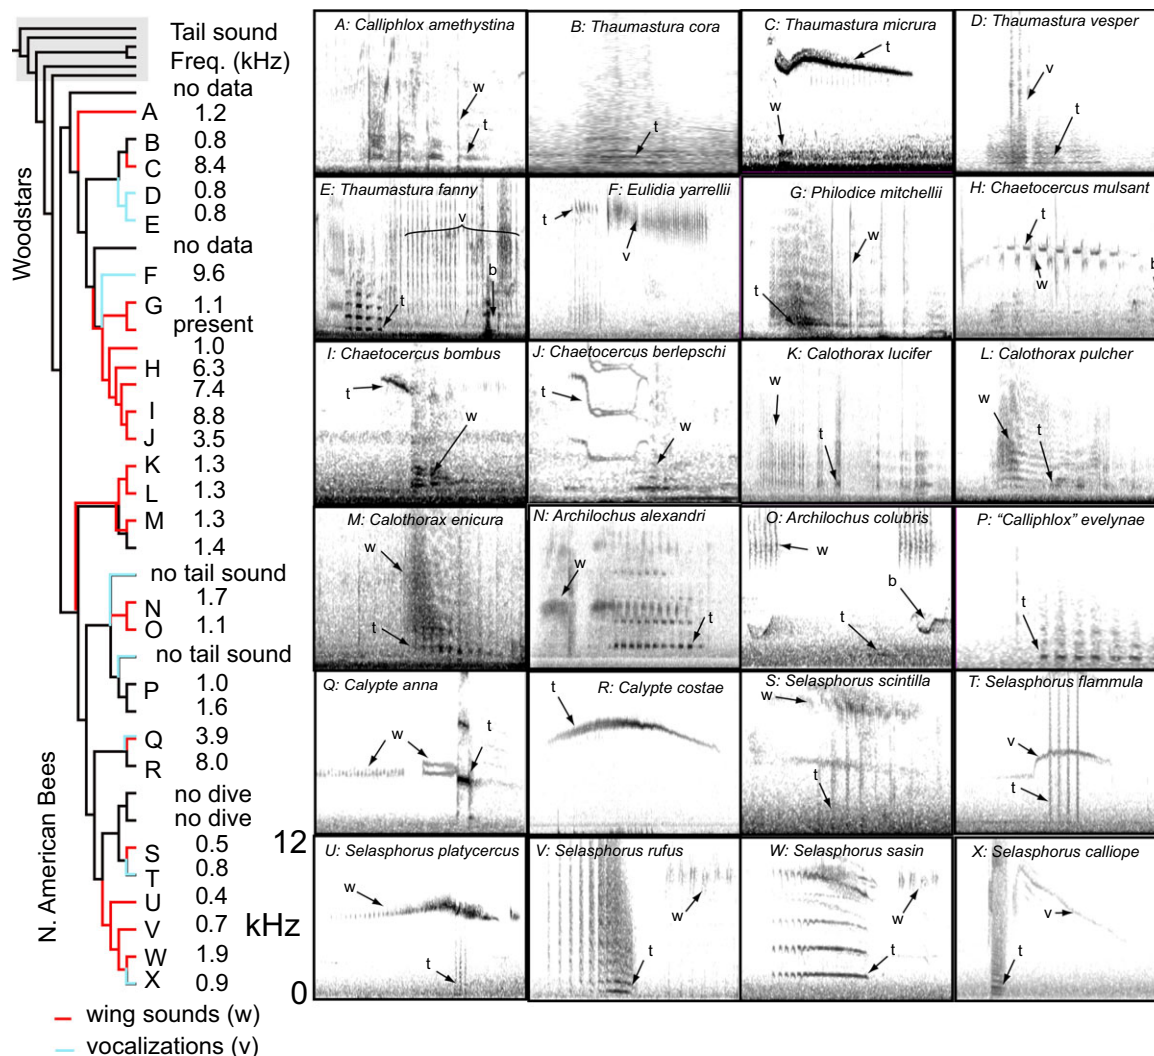 Tail sound
Freq. (kHz)
no data
A 1.2
B 0.8
C 8.4
D 0.8
E 0.8
no data
F 9.6
G 1.1
present
1.0
H 6.3
7.4
I 8.8
J 3.5
K 1.3
L 1.3
M 1.3
1.4
no tail sound
N 1.7
O 1.1
no tail sound
P 1.0
1.6
Q 3.9
R 8.0
no dive
no dive
S 0.5
T 0.8
U 0.4
V 0.7
W 1.9
X 0.9
Woodstars
N. American Bees
wing sounds (w)
vocalizations (v)
12
kHz
0
A: Calliphlox amethystina
w
t
B: Thaumastura cora
t
C: Thaumastura micrura
t
w
D: Thaumastura vesper
v
t
E: Thaumastura fanny
v
b
t
F: Eulidia yarrellii
t
v
G: Philodice mitchellii
w
t
H: Chaetocercus mulsant
t
w
b
I: Chaetocercus bombus
t
w
J: Chaetocercus berlepschi
t
w
K: Calothorax lucifer
w
t
L: Calothorax pulcher
w
t
M: Calothorax enicura
w
t
N: Archilochus alexandri
w
t
O: Archilochus colubris
w
b
t
P: “Calliphlox” evelynae
t
Q: Calypte anna
w
t
R: Calypte costae
t
S: Selasphorus scintilla
w
t
T: Selasphorus flammula
v
t
U: Selasphorus platycercus
w
t
V: Selasphorus rufus
w
t
W: Selasphorus sasin
w
t
X: Selasphorus calliope
v
t